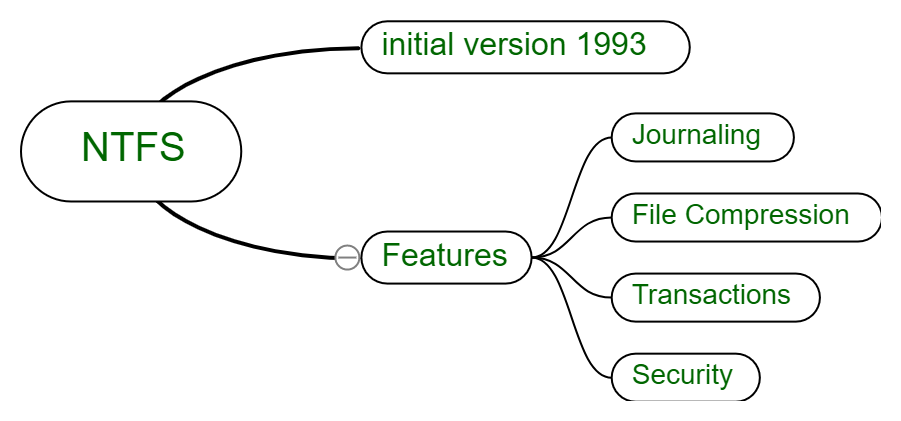 initial version 1993
NTFS
Features
Journaling
File Compression
Transactions
Security